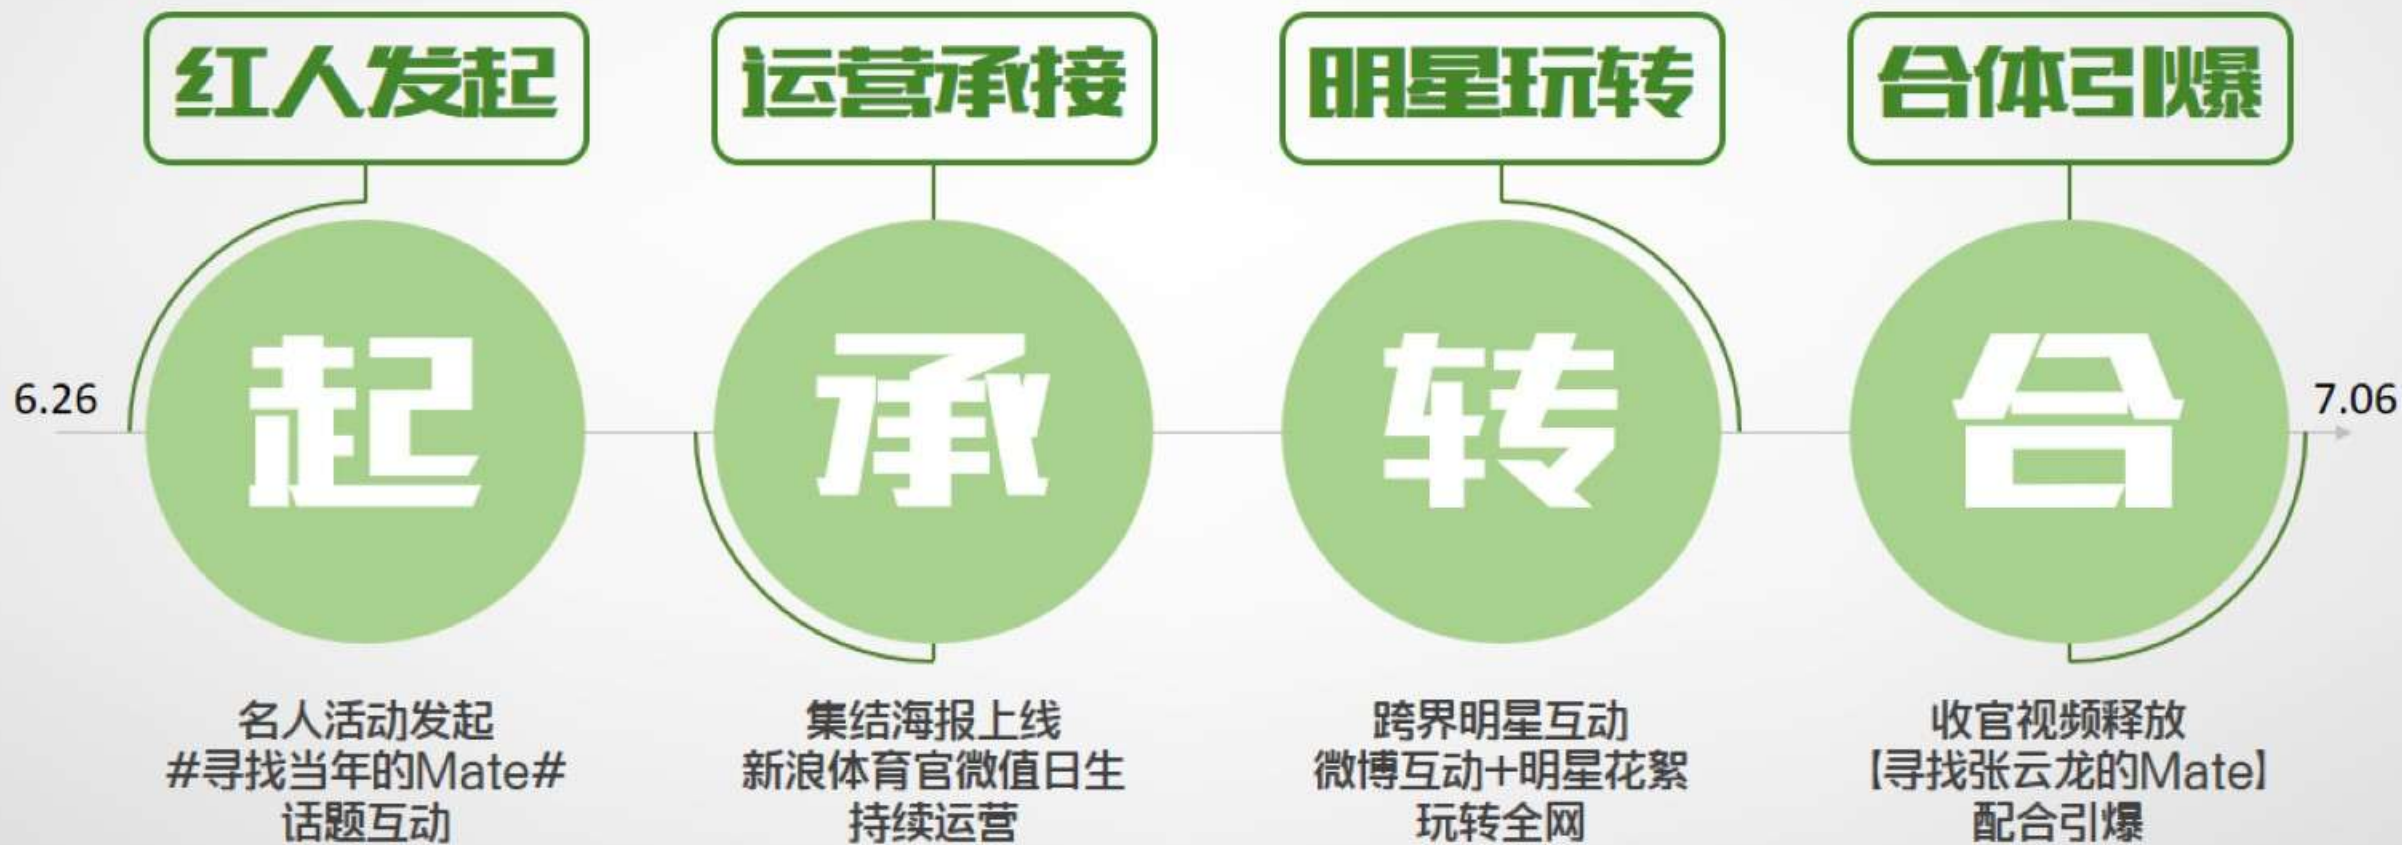 红人发起
运营承接
明星玩转
合体引爆
起
承
转
合
6.26
7.06
名人活动发起
#寻找当年的Mate#
话题互动
集结海报上线
新浪体育官微值日生
持续运营
跨界明星互动
微博互动+明星花絮
玩转全网
收官视频释放
【寻找张云龙的Mate】
配合引爆